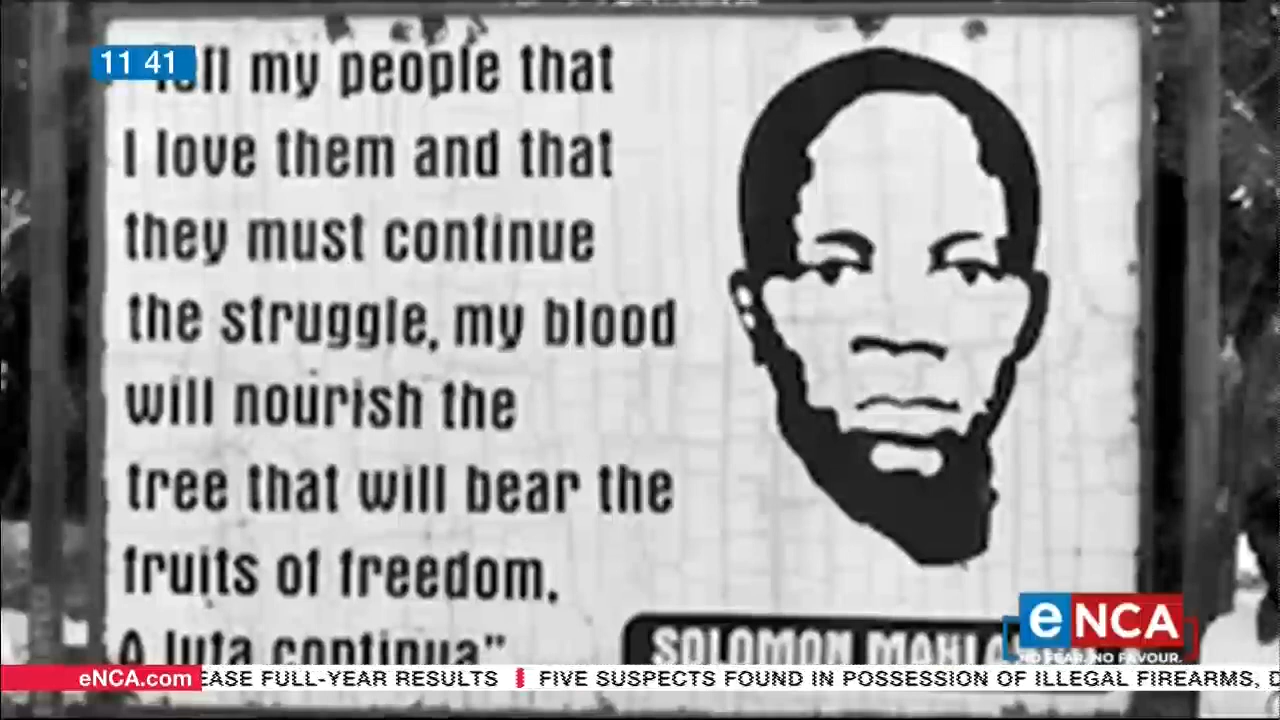 11 41
my people that
I love them and that
they must continue
the struggle, my blood
will nourish the
tree that will bear the
fruits of freedom.
A luta continua"
SOLOMON
eNCA
NO FEAR. NO FAVOUR.
eNCA.com
EASE FULL-YEAR RESULTS FIVE SUSPECTS FOUND IN POSSESSION OF ILLEGAL FIREARMS, D